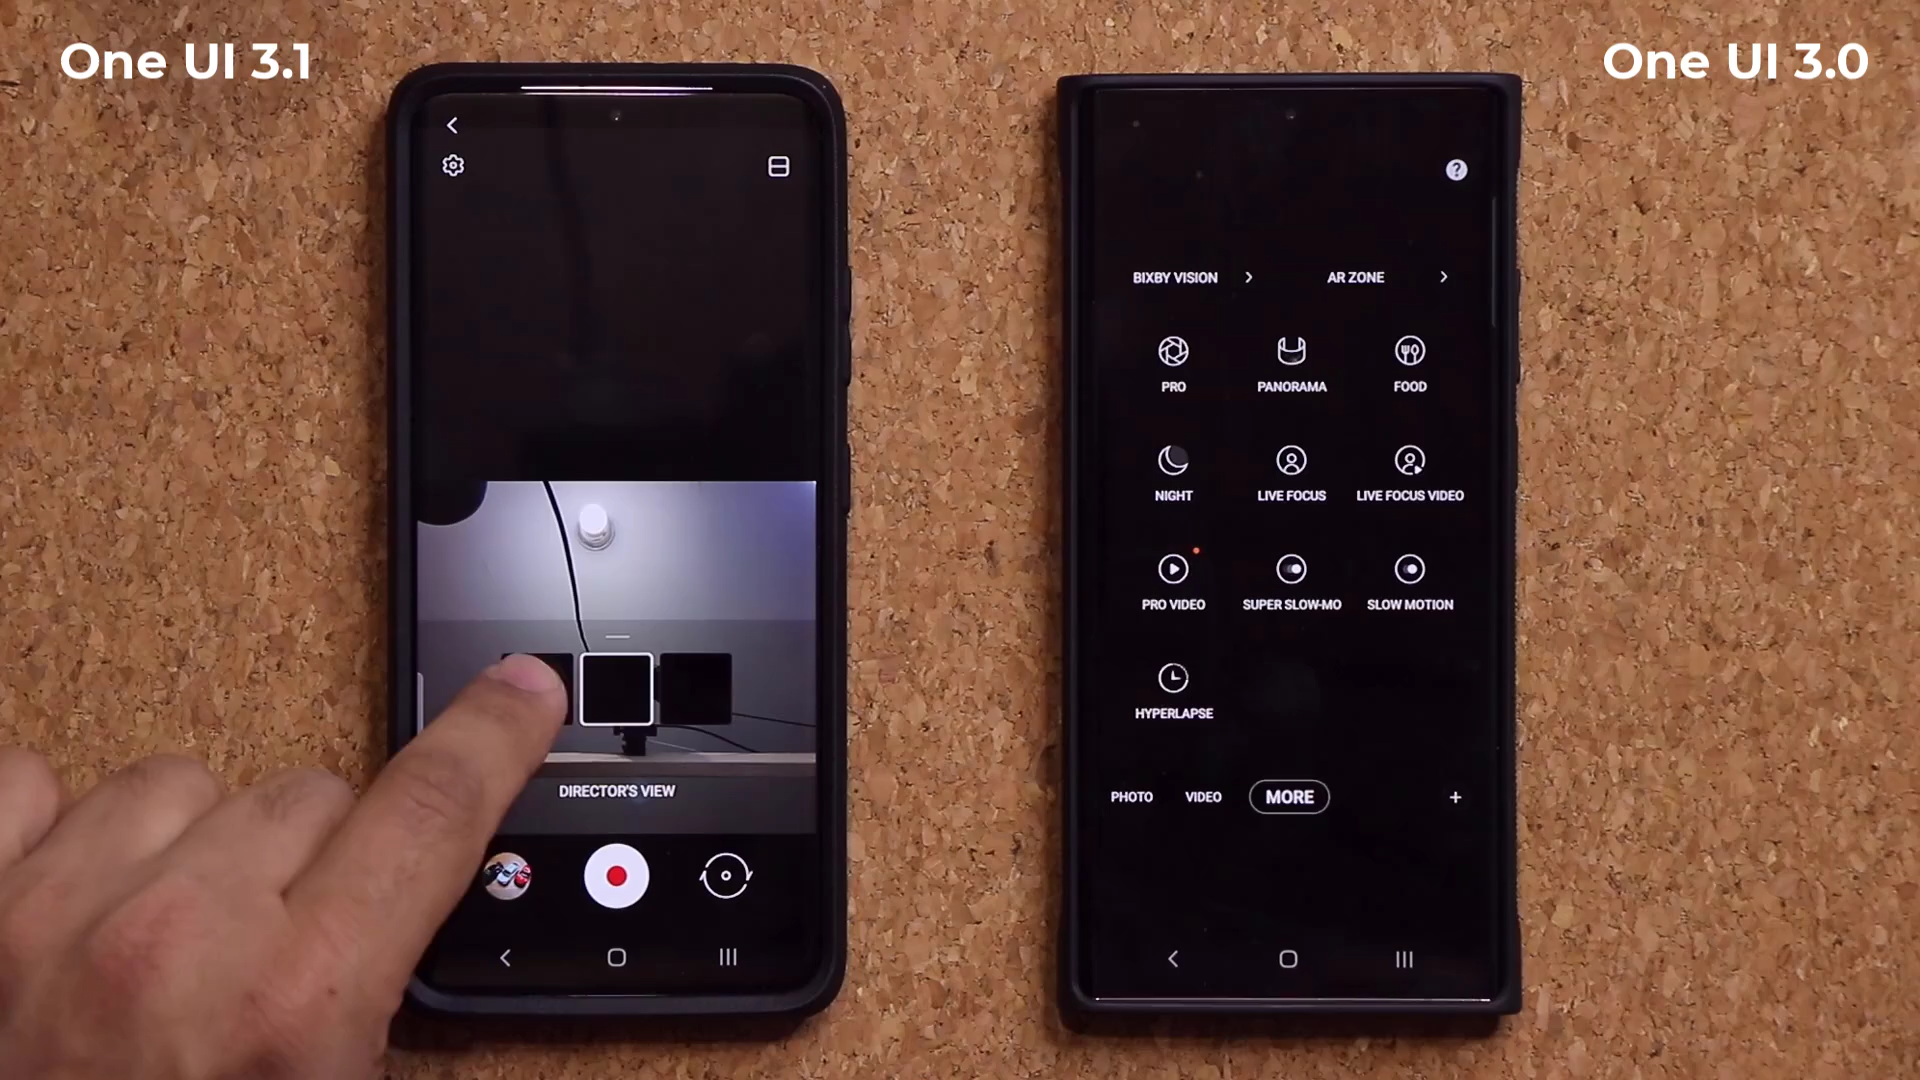 One UI 3.1
One UI 3.0
DIRECTOR'S VIEW
BIXBY VISION
AR ZONE
PRO
PANORAMA
FOOD
NIGHT
LIVE FOCUS
LIVE FOCUS VIDEO
PRO VIDEO
SUPER SLOW-MO
SLOW MOTION
HYPERLAPSE
PHOTO
VIDEO
MORE